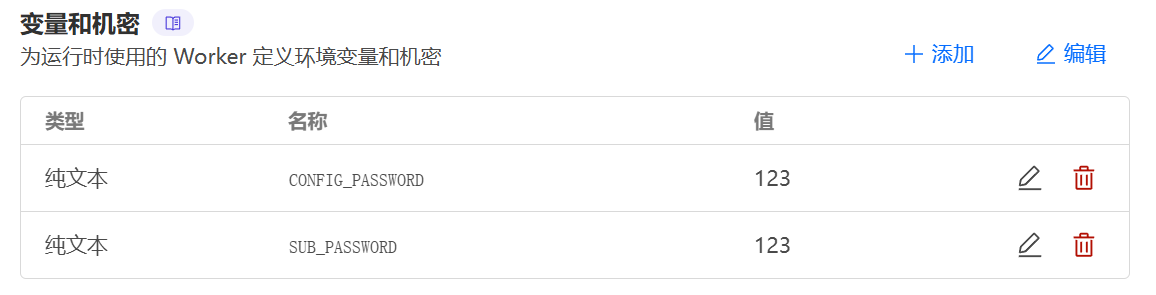 变量和机密
为运行时使用的 Worker 定义环境变量和机密
添加 编辑
类型 名称 值
纯文本 CONFIG_PASSWORD 123
纯文本 SUB_PASSWORD 123